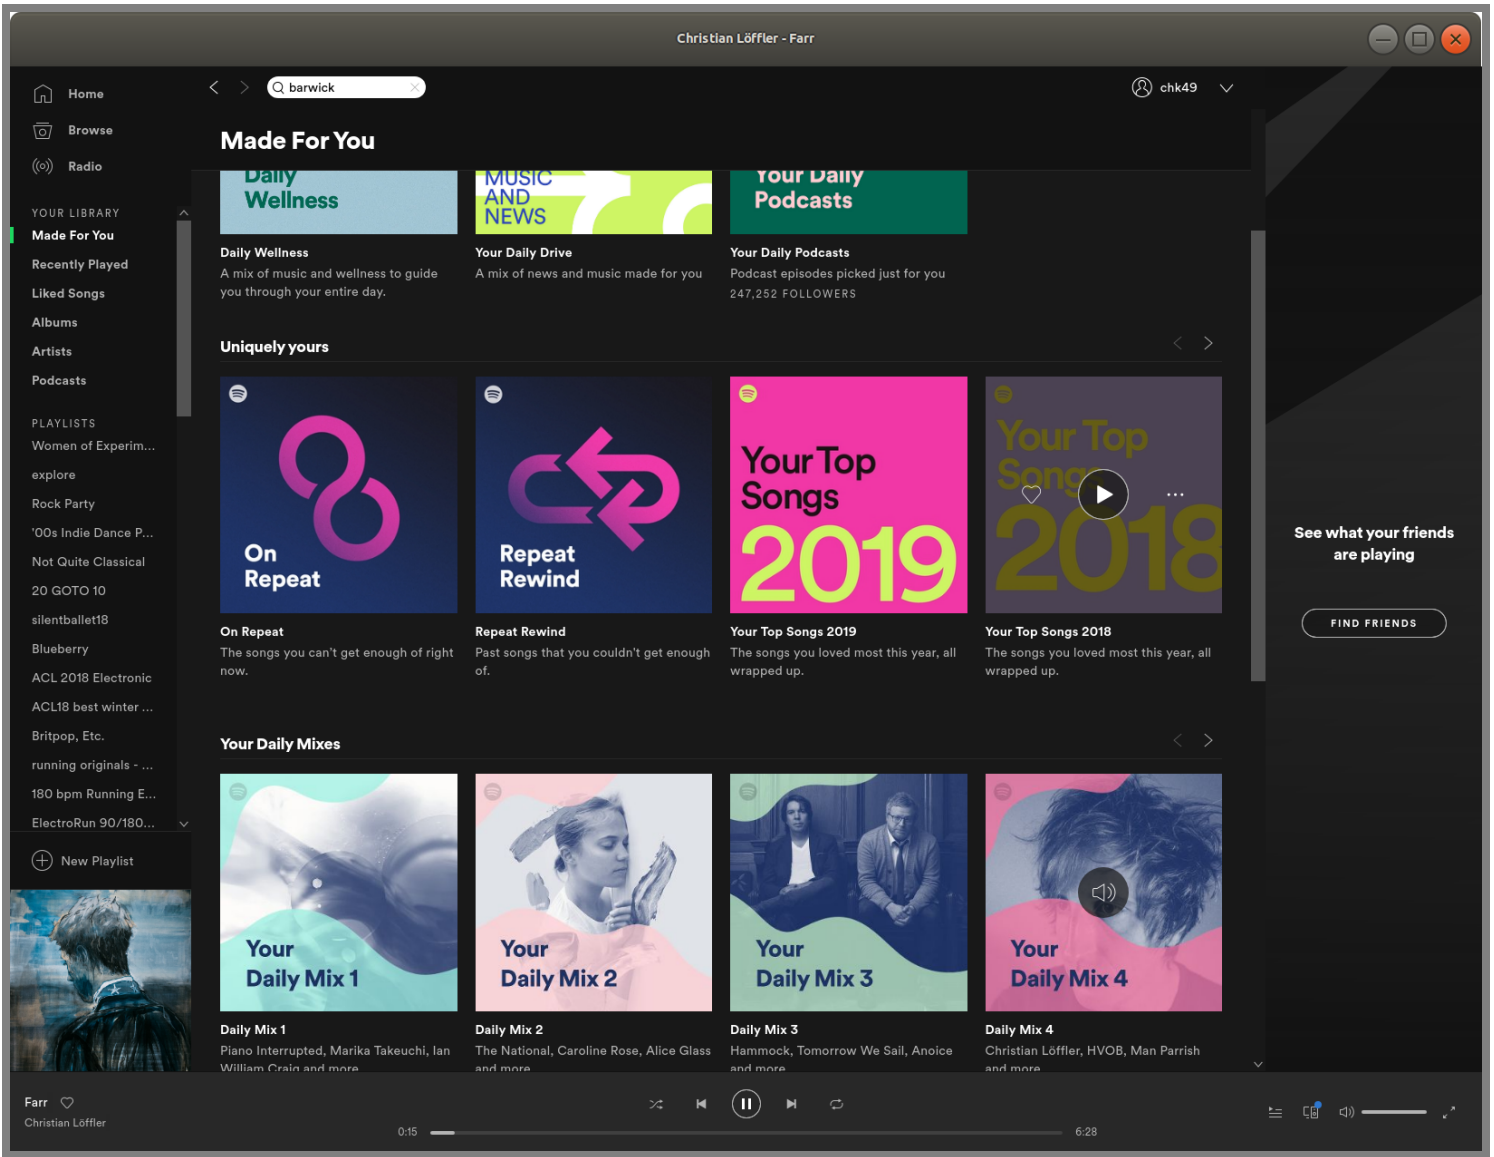 Christian Löffler - Farr
Home
Browse
Radio
YOUR LIBRARY
Made For You
Recently Played
Liked Songs
Albums
Artists
Podcasts
PLAYLISTS
Women of Experim...
explore
Rock Party
'00s Indie Dance P...
Not Quite Classical
20 GOTO 10
silentballet18
Blueberry
ACL 2018 Electronic
ACL18 best winter ...
Britpop, Etc.
running originals - ...
180 bpm Running E...
ElectroRun 90/180...
New Playlist
barwick
chk49
Made For You
Daily
Wellness
MUSIC
AND
NEWS
Your Daily
Podcasts
Daily Wellness
A mix of music and wellness to guide
you through your entire day.
Your Daily Drive
A mix of news and music made for you
Your Daily Podcasts
Podcast episodes picked just for you
247,252 FOLLOWERS
Uniquely yours
On
Repeat
Repeat
Rewind
Your Top
Songs
2019
Your Top
Songs
2018
On Repeat
The songs you can't get enough of right
now.
Repeat Rewind
Past songs that you couldn't get enough
of.
Your Top Songs 2019
The songs you loved most this year, all
wrapped up.
Your Top Songs 2018
The songs you loved most this year, all
wrapped up.
Your Daily Mixes
Your
Daily Mix 1
Your
Daily Mix 2
Your
Daily Mix 3
Your
Daily Mix 4
Daily Mix 1
Piano Interrupted, Marika Takeuchi, Ian
William Craig and more
Daily Mix 2
The National, Caroline Rose, Alice Glass
and more
Daily Mix 3
Hammock, Tomorrow We Sail, Anoice
and more
Daily Mix 4
Christian Löffler, HVOB, Man Parrish
and more
See what your friends
are playing
FIND FRIENDS
Farr
Christian Löffler
0:15
6:28